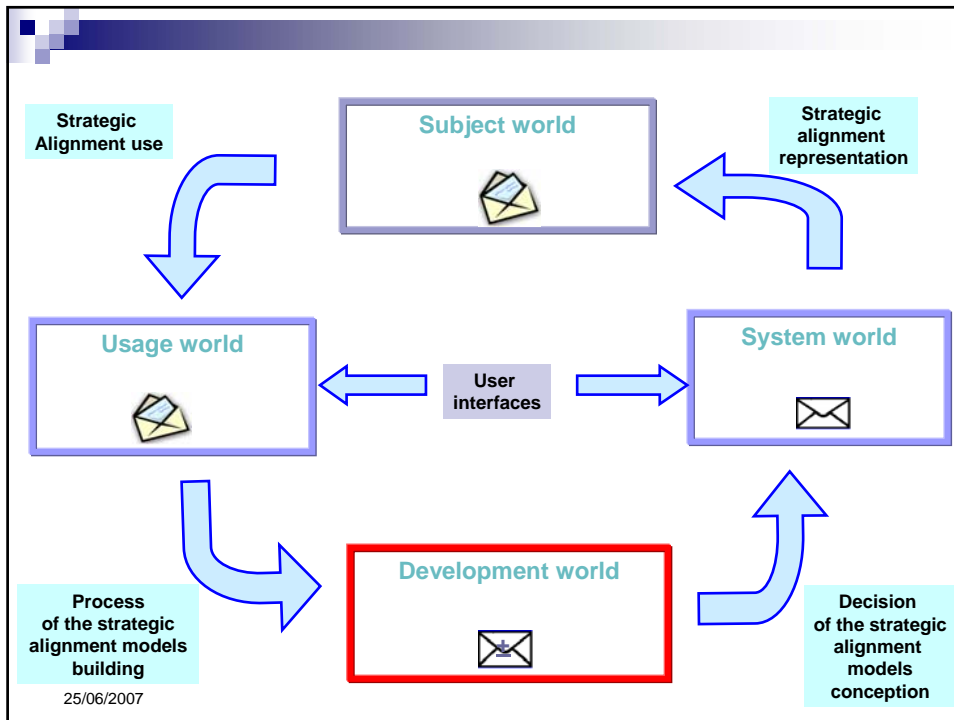 Strategic
Alignment use
Subject world
Strategic
alignment
representation
Usage world
User
interfaces
System world
Process
of the strategic
alignment models
building
Development world
±
Decision
of the strategic
alignment
models
conception
25/06/2007